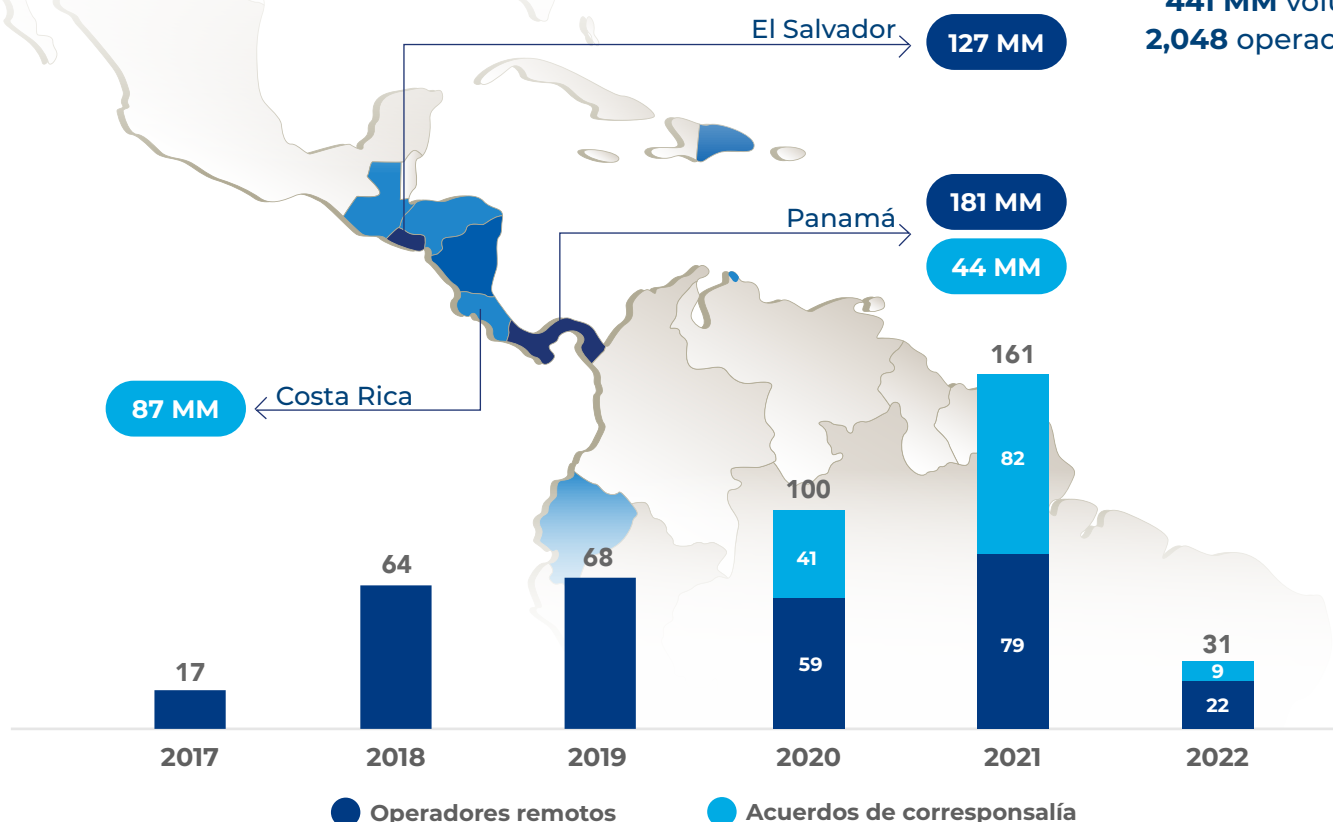 441 MM
2,048
El Salvador
127 MM
Panamá
181 MM
44 MM
Costa Rica
87 MM
161
82
79
100
41
59
68
64
17
31
9
22
2017 2018 2019 2020 2021 2022
Operadores remotos Acuerdos de corresponsalía